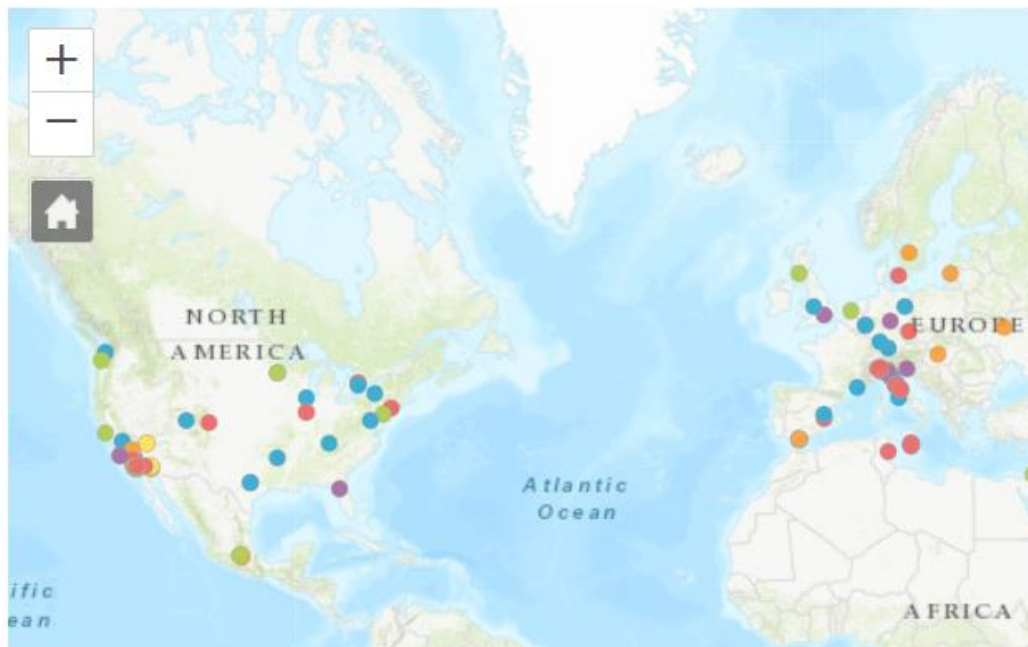 +
−
NORTH
AMERICA
EUROPE
Atlantic
Ocean
ific
ean
AFRICA